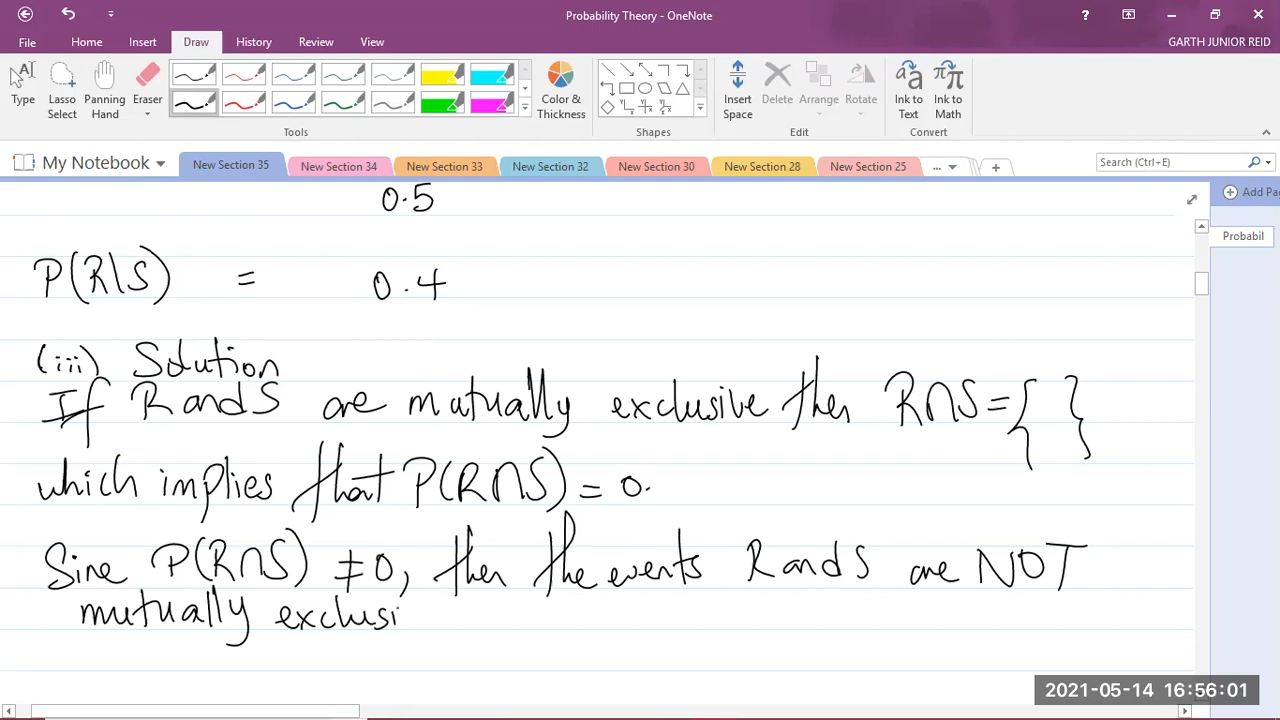 Probability Theory - OneNote
GARTH JUNIOR REID
File Home Insert Draw History Review View
Type Lasso Select Panning Hand Eraser Color & Thickness Insert Space Delete Arrange Rotate Ink to Text Ink to Math
Tools Shapes Edit Convert
My Notebook New Section 35 New Section 34 New Section 33 New Section 32 New Section 30 New Section 28 New Section 25 ... Search (Ctrl+E)
Add Pa
Probabil
0.5
P(R|S) = 0.4
(iii) Solution
If R and S are mutually exclusive then R∩S = { }
which implies that P(R∩S) = 0.
Sine P(R∩S) ≠ 0, then the events R and S are NOT
mutually exclusi
2021-05-14 16:56:01